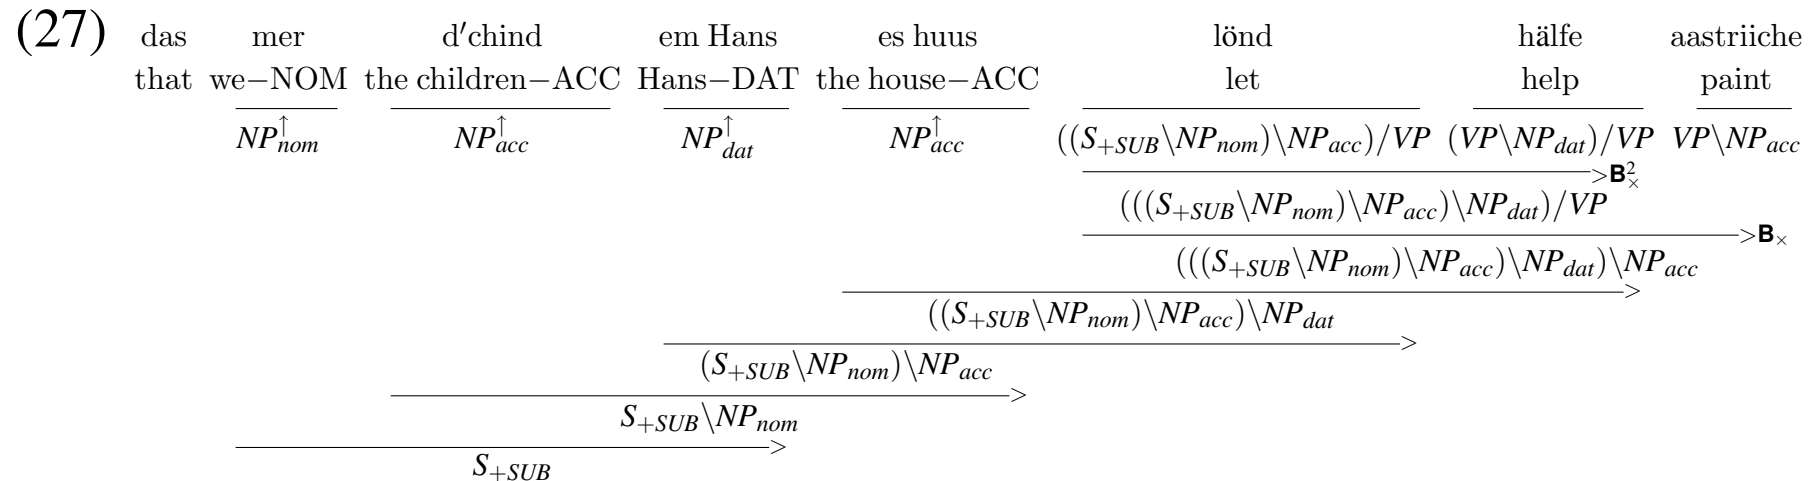 (27) das mer d′chind em Hans es huus lönd hälfe aastriiche
that we−NOM the children−ACC Hans−DAT the house−ACC let help paint
NP↑nom NP↑acc NP↑dat NP↑acc ((S+SUB\NPnom)\NPacc)/VP (VP\NPdat)/VP VP\NPacc
>B²×
(((S+SUB\NPnom)\NPacc)\NPdat)/VP
>B×
(((S+SUB\NPnom)\NPacc)\NPdat)\NPacc
>
((S+SUB\NPnom)\NPacc)\NPdat
>
(S+SUB\NPnom)\NPacc
>
S+SUB\NPnom
>
S+SUB